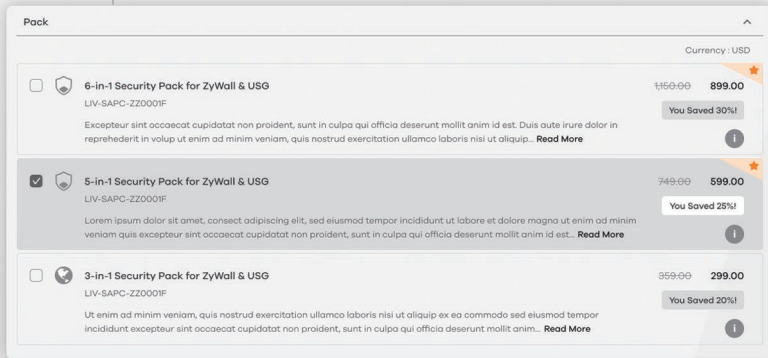 Pack
Currency : USD
6-in-1 Security Pack for ZyWall & USG
1,150.00 899.00
LIV-SAPC-ZZ0001F
You Saved 30%!
Excepteur sint occaecat cupidatat non proident, sunt in culpa qui officia deserunt mollit anim id est. Duis aute irure dolor in
reprehederit in volup ut enim ad minim veniam, quis nostrud exercitation ullamco laboris nisi ut aliquip... Read More
5-in-1 Security Pack for ZyWall & USG
749.00 599.00
LIV-SAPC-ZZ0001F
You Saved 25%!
Lorem ipsum dolor sit amet, consect adipiscing elit, sed eiusmod tempor incididunt ut labore et dolore magna ut enim ad minim
veniam quis excepteur sint occaecat cupidatat non proident, sunt in culpa qui officia deserunt mollit anim id est... Read More
3-in-1 Security Pack for ZyWall & USG
359.00 299.00
LIV-SAPC-ZZ0001F
You Saved 20%!
Ut enim ad minim veniam, quis nostrud exercitation ullamco laboris nisi ut aliquip ex ea commodo sed eiusmod tempor
incididunt excepteur sint occaecat cupidatat non proident, sunt in culpa qui officia deserunt mollit anim... Read More